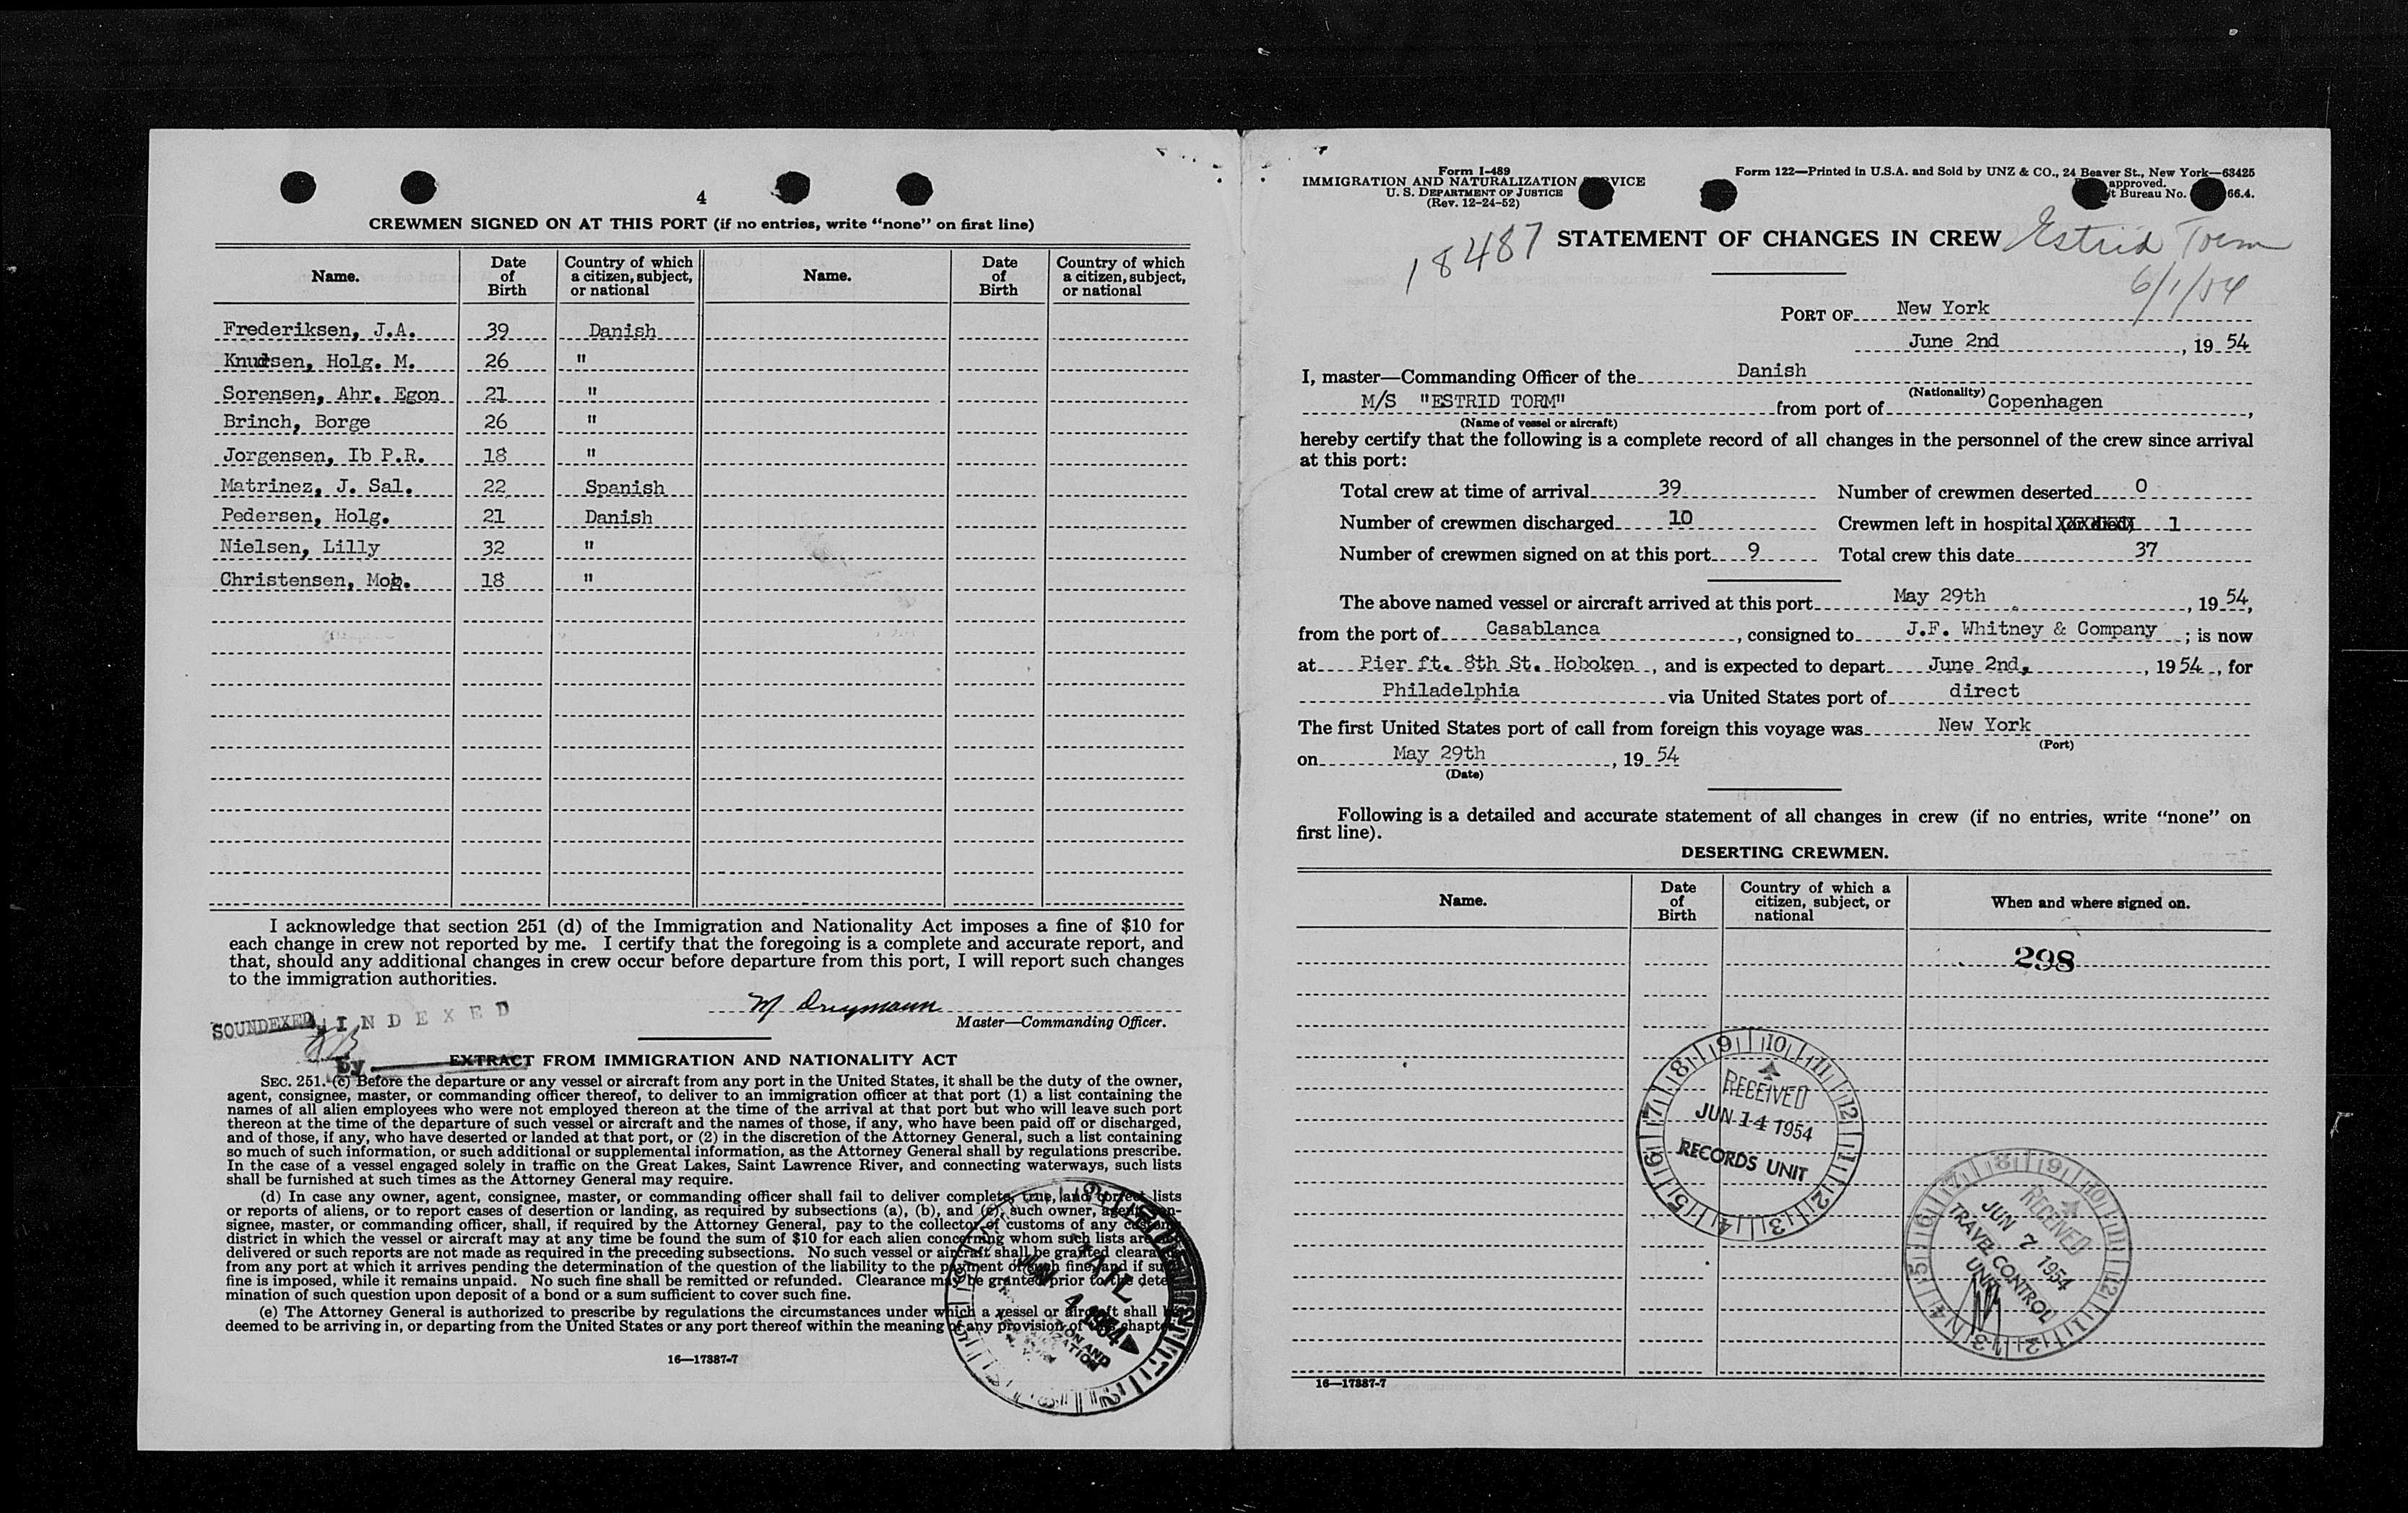 4
CREWMEN SIGNED ON AT THIS PORT (if no entries, write "none" on first line)
Name. Date of Birth Country of which a citizen, subject, or national Name. Date of Birth Country of which a citizen, subject, or national
Frederiksen, J.A. 39 Danish
Knudsen, Holg. M. 26 "
Sorensen, Ahr. Egon 21 "
Brinch, Borge 26 "
Jorgensen, Ib P.R. 18 "
Matrinez, J. Sal. 22 Spanish
Pedersen, Holg. 21 Danish
Nielsen, Lilly 32 "
Christensen, Mob. 18 "
I acknowledge that section 251 (d) of the Immigration and Nationality Act imposes a fine of $10 for
each change in crew not reported by me. I certify that the foregoing is a complete and accurate report, and
that, should any additional changes in crew occur before departure from this port, I will report such changes
to the immigration authorities.
M
Master—Commanding Officer.
SOUNDEXED INDEXED
by
EXTRACT FROM IMMIGRATION AND NATIONALITY ACT
SEC. 251. (c) Before the departure or any vessel or aircraft from any port in the United States, it shall be the duty of the owner,
agent, consignee, master, or commanding officer thereof, to deliver to an immigration officer at that port (1) a list containing the
names of all alien employees who were not employed thereon at the time of the arrival at that port but who will leave such port
thereon at the time of the departure of such vessel or aircraft and the names of those, if any, who have been paid off or discharged,
and of those, if any, who have deserted or landed at that port, or (2) in the discretion of the Attorney General, such a list containing
so much of such information, or such additional or supplemental information, as the Attorney General shall by regulations prescribe.
In the case of a vessel engaged solely in traffic on the Great Lakes, Saint Lawrence River, and connecting waterways, such lists
shall be furnished at such times as the Attorney General may require.
(d) In case any owner, agent, consignee, master, or commanding officer shall fail to deliver complete, true, and correct lists
or reports of aliens, or to report cases of desertion or landing, as required by subsections (a), (b), and (c), such owner, agent, con-
signee, master, or commanding officer, shall, if required by the Attorney General, pay to the collector of customs of any customs
district in which the vessel or aircraft may at any time be found the sum of $10 for each alien concerning whom such lists are
delivered or such reports are not made as required in the preceding subsections. No such vessel or aircraft shall be granted cleara
from any port at which it arrives pending the determination of the question of the liability to the payment of such fine, and if su
fine is imposed, while it remains unpaid. No such fine shall be remitted or refunded. Clearance may be granted prior to the dete
mination of such question upon deposit of a bond or a sum sufficient to cover such fine.
(e) The Attorney General is authorized to prescribe by regulations the circumstances under which a vessel or aircraft shall
deemed to be arriving in, or departing from the United States or any port thereof within the meaning of any provision of chapte
16—17387-7
MAIL
JUN 4 1954
Form I-489
IMMIGRATION AND NATURALIZATION VICE
U. S. DEPARTMENT OF JUSTICE
(Rev. 12-24-52)
Form 122—Printed in U.S.A. and Sold by UNZ & CO., 24 Beaver St., New York—63425
approved.
t Bureau No. 66.4.
18487
STATEMENT OF CHANGES IN CREW Estrid Torm
6/1/54
PORT OF New York
June 2nd, 1954
I, master—Commanding Officer of the Danish
(Nationality)
M/S "ESTRID TORM" from port of Copenhagen,
(Name of vessel or aircraft)
hereby certify that the following is a complete record of all changes in the personnel of the crew since arrival
at this port:
Total crew at time of arrival 39 Number of crewmen deserted 0
Number of crewmen discharged 10 Crewmen left in hospital (or died) 1
Number of crewmen signed on at this port 9 Total crew this date 37
The above named vessel or aircraft arrived at this port May 29th, 1954,
from the port of Casablanca, consigned to J.F. Whitney & Company; is now
at Pier ft. 8th St. Hoboken, and is expected to depart June 2nd,, 1954, for
Philadelphia via United States port of direct
The first United States port of call from foreign this voyage was New York
(Port)
on May 29th, 1954
(Date)
Following is a detailed and accurate statement of all changes in crew (if no entries, write "none" on
first line).
DESERTING CREWMEN.
Name. Date of Birth Country of which a citizen, subject, or national When and where signed on.
298
RECEIVED
JUN 14 1954
RECORDS UNIT
RECEIVED
JUN 7 1954
TRAVEL CONTROL
UNIT
16—17387-7